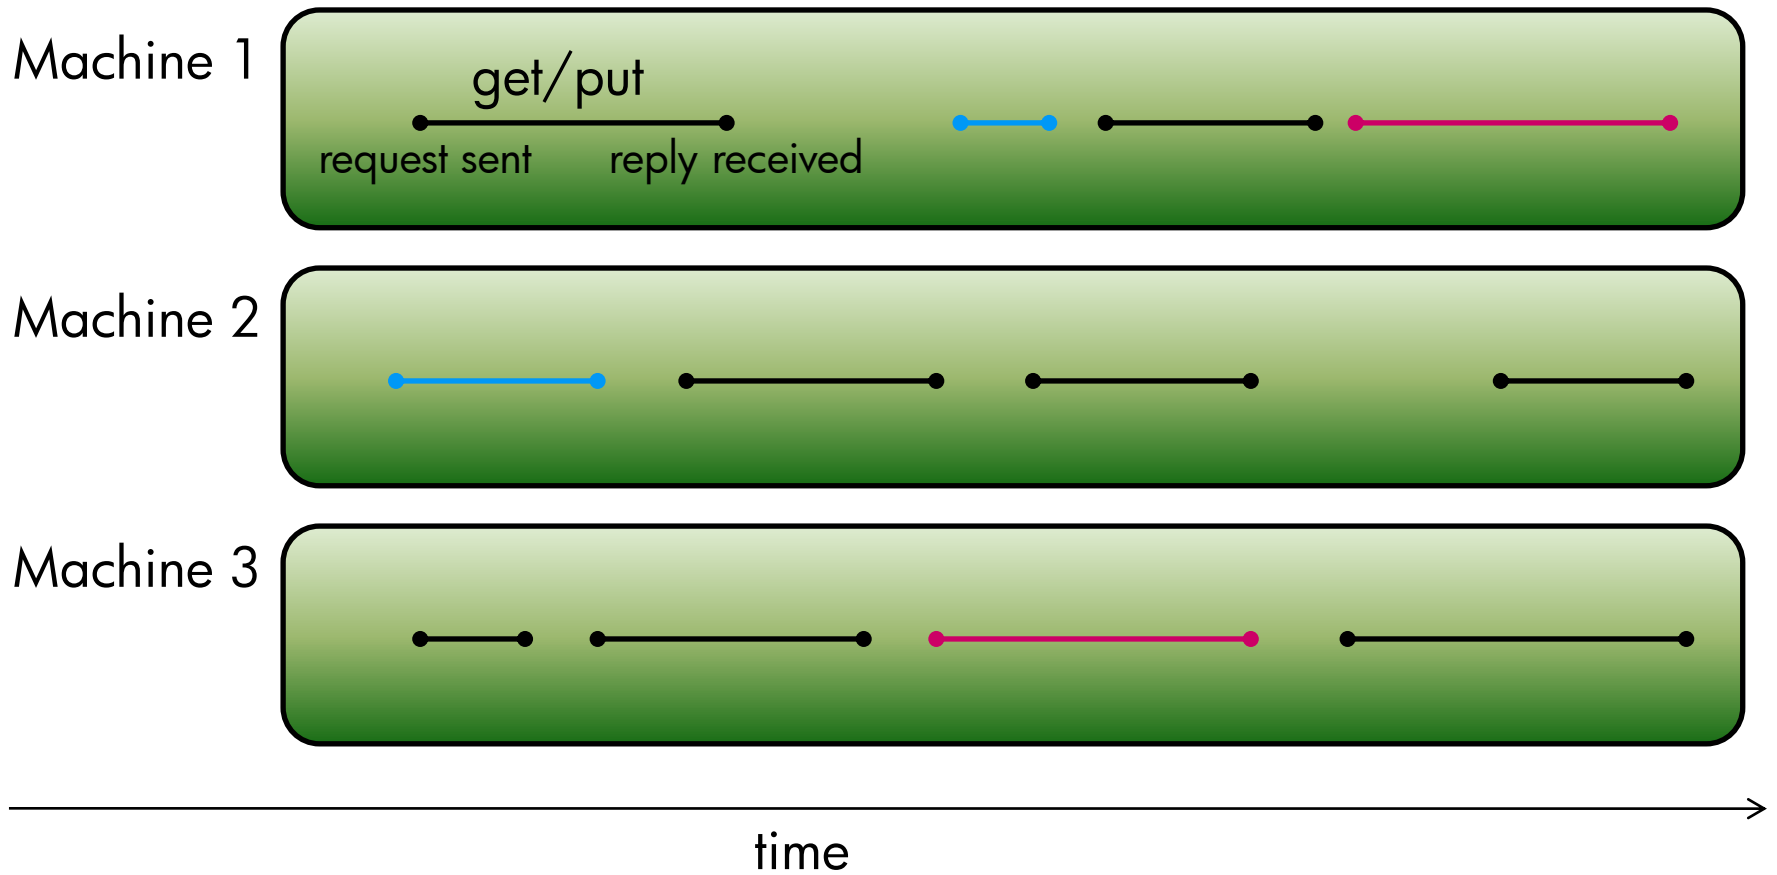 Machine 1
get/put
request sent
reply received
Machine 2
Machine 3
time